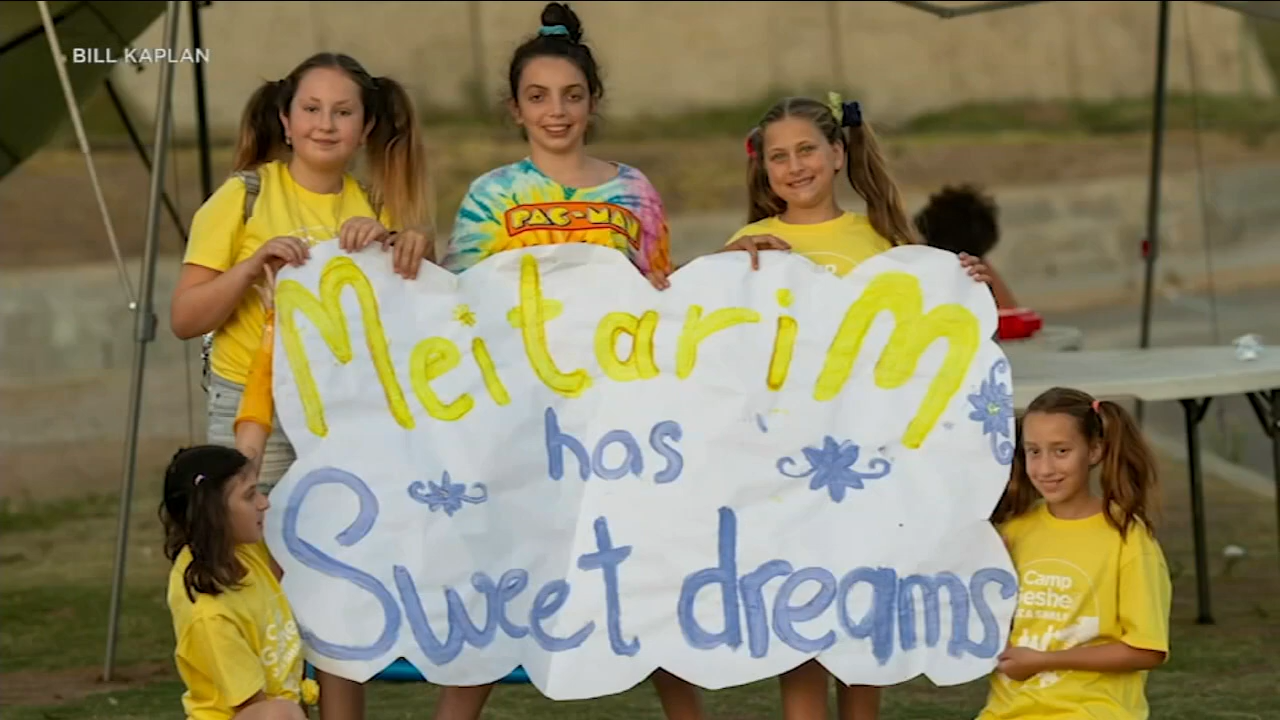 BILL KAPLAN
PAC-MAN
Meitarim
has
Sweet dreams
Camp